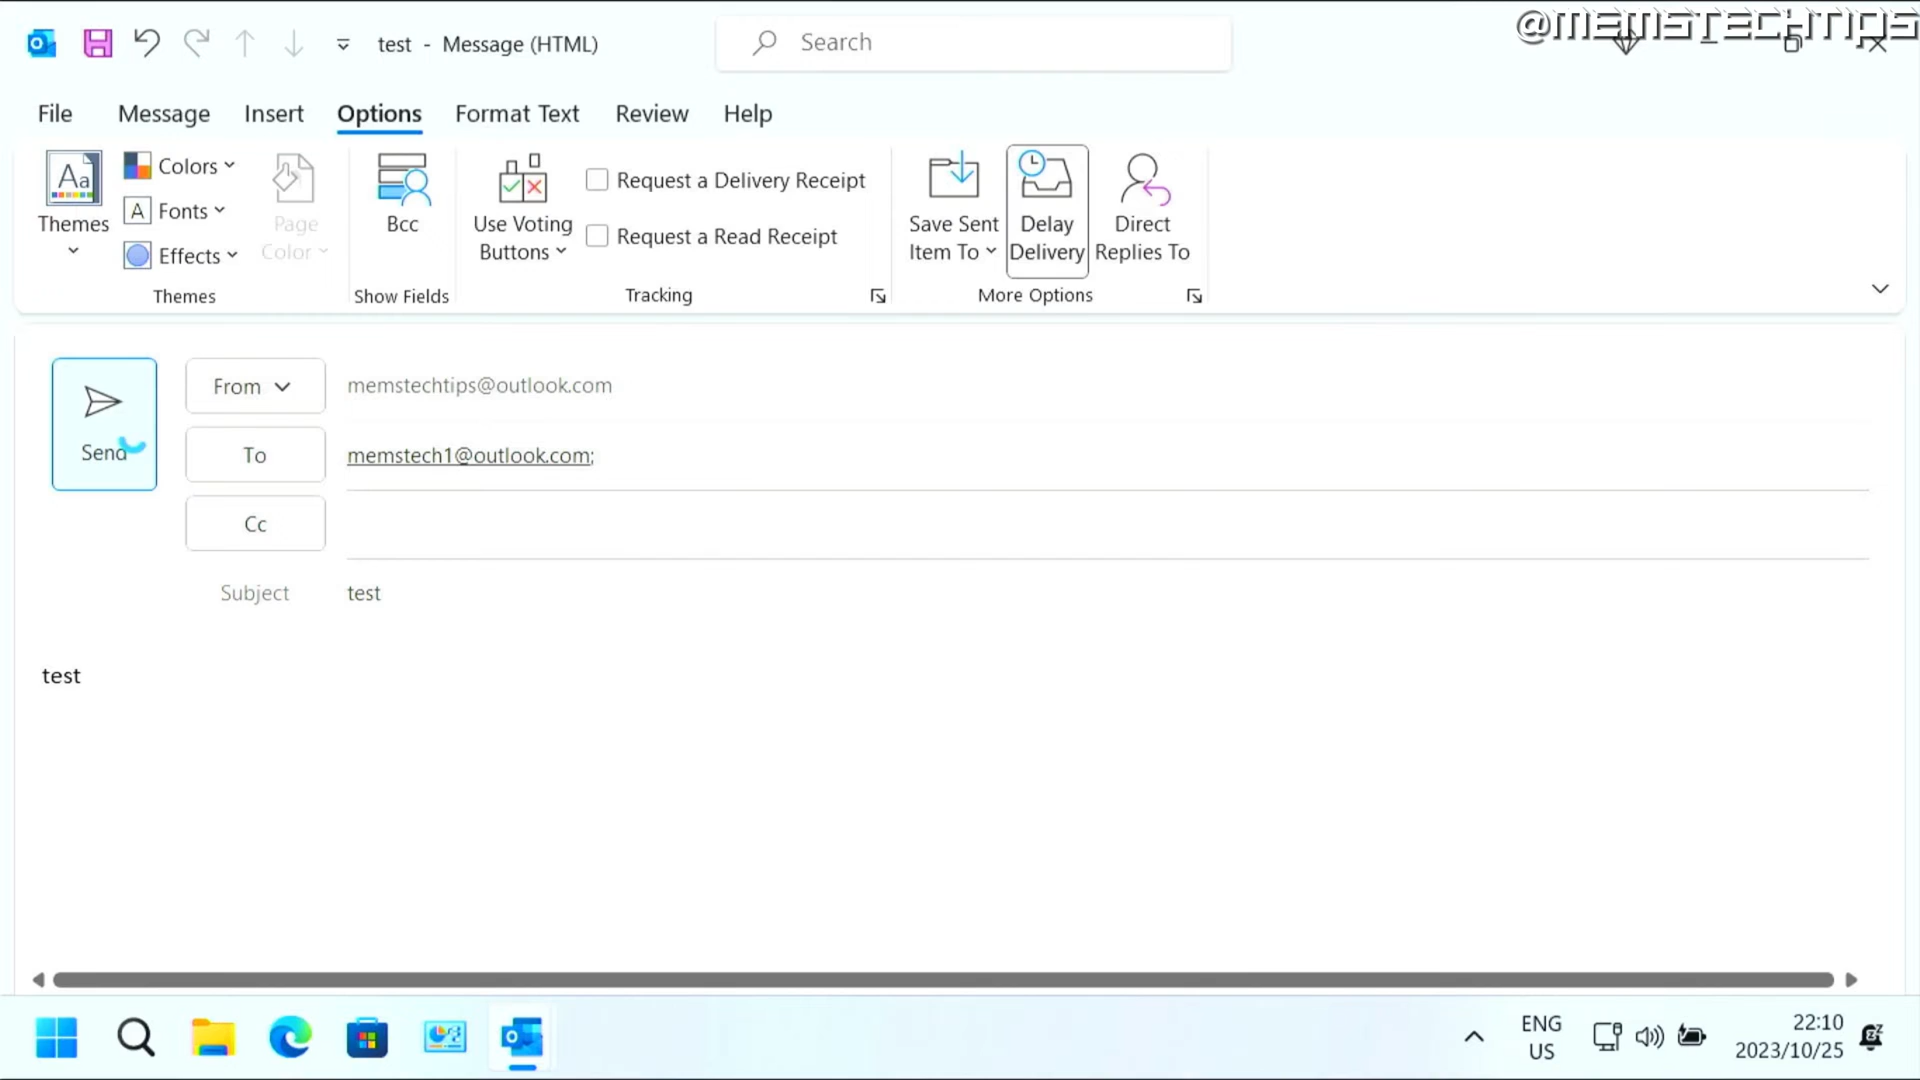 @MEMSTECHTIPS
test - Message (HTML)
Search
File Message Insert Options Format Text Review Help
Aa
Themes
Colors
Fonts
Effects
Page
Color
Themes
Bcc
Show Fields
Use Voting
Buttons
Request a Delivery Receipt
Request a Read Receipt
Tracking
Save Sent
Item To
Delay
Delivery
Direct
Replies To
More Options
Send
From memstechtips@outlook.com
To memstech1@outlook.com;
Cc
Subject test
test
ENG
US
22:10
2023/10/25